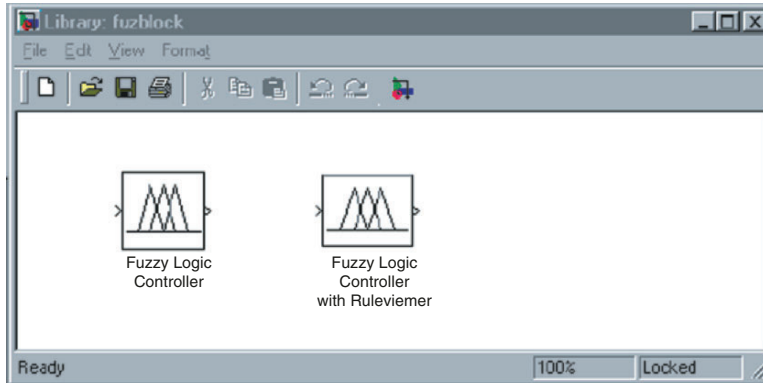 Library: fuzblock
File Edit View Format
Fuzzy Logic
Controller
Fuzzy Logic
Controller
with Ruleviemer
Ready 100% Locked